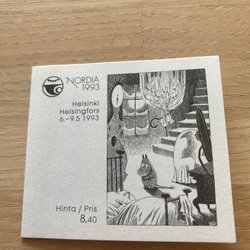 NORDIA
1993
Helsinki
Helsingfors
6.–9.5 1993
Hinta / Pris
8,40